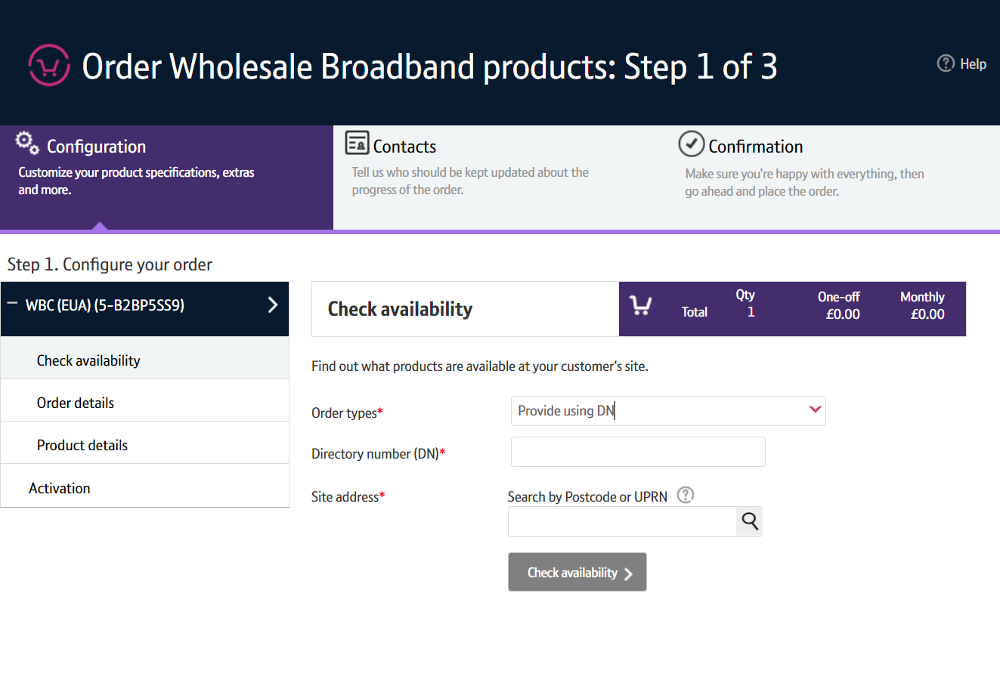 Order Wholesale Broadband products: Step 1 of 3
Help
Configuration
Customize your product specifications, extras
and more.
Contacts
Tell us who should be kept updated about the
progress of the order.
Confirmation
Make sure you're happy with everything, then
go ahead and place the order.
Step 1. Configure your order
WBC (EUA) (5-B2BP5SS9)
Check availability
Order details
Product details
Activation
Check availability
Total
Qty
1
One-off
£0.00
Monthly
£0.00
Find out what products are available at your customer's site.
Order types*
Provide using DN
Directory number (DN)*
Site address*
Search by Postcode or UPRN
Check availability